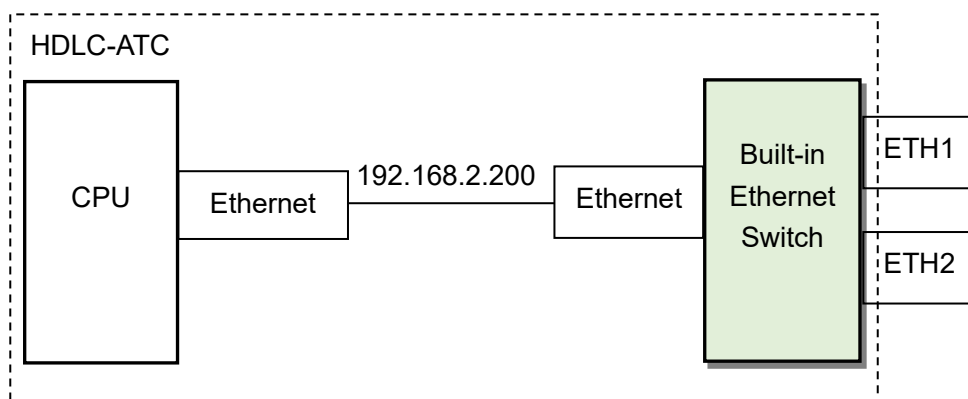 HDLC-ATC
CPU
Ethernet
192.168.2.200
Ethernet
Built-in
Ethernet
Switch
ETH1
ETH2